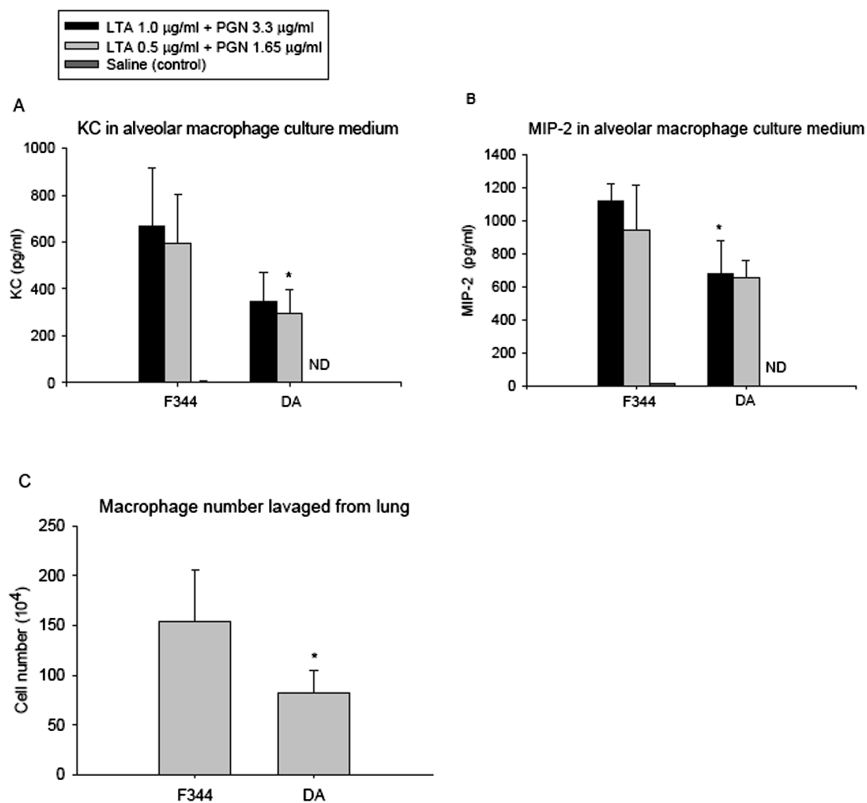 LTA 1.0 µg/ml + PGN 3.3 µg/ml
LTA 0.5 µg/ml + PGN 1.65 µg/ml
Saline (control)
A
KC in alveolar macrophage culture medium
1000
800
600
400
200
0
KC (pg/ml)
*
ND
F344
DA
B
MIP-2 in alveolar macrophage culture medium
1400
1200
1000
800
600
400
200
0
MIP-2 (pg/ml)
*
ND
F344
DA
C
Macrophage number lavaged from lung
250
200
150
100
50
0
Cell number (10⁴)
*
F344
DA